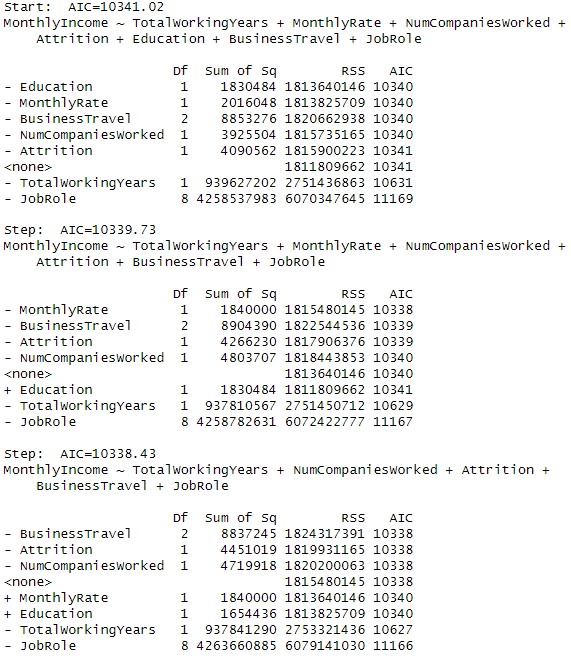 Start:  AIC=10341.02
MonthlyIncome ~ TotalWorkingYears + MonthlyRate + NumCompaniesWorked +
    Attrition + Education + BusinessTravel + JobRole

                     Df  Sum of Sq        RSS   AIC
- Education           1    1830484 1813640146 10340
- MonthlyRate         1    2016048 1813825709 10340
- BusinessTravel      2    8853276 1820662938 10340
- NumCompaniesWorked  1    3925504 1815735165 10340
- Attrition           1    4090562 1815900223 10341
<none>                             1811809662 10341
- TotalWorkingYears   1  939627202 2751436863 10631
- JobRole             8 4258537983 6070347645 11169

Step:  AIC=10339.73
MonthlyIncome ~ TotalWorkingYears + MonthlyRate + NumCompaniesWorked +
    Attrition + BusinessTravel + JobRole

                     Df  Sum of Sq        RSS   AIC
- MonthlyRate         1    1840000 1815480145 10338
- BusinessTravel      2    8904390 1822544536 10339
- Attrition           1    4266230 1817906376 10339
- NumCompaniesWorked  1    4803707 1818443853 10340
<none>                             1813640146 10340
+ Education           1    1830484 1811809662 10341
- TotalWorkingYears   1  937810567 2751450712 10629
- JobRole             8 4258782631 6072422777 11167

Step:  AIC=10338.43
MonthlyIncome ~ TotalWorkingYears + NumCompaniesWorked + Attrition +
    BusinessTravel + JobRole

                     Df  Sum of Sq        RSS   AIC
- BusinessTravel      2    8837245 1824317391 10338
- Attrition           1    4451019 1819931165 10338
- NumCompaniesWorked  1    4719918 1820200063 10338
<none>                             1815480145 10338
+ MonthlyRate         1    1840000 1813640146 10340
+ Education           1    1654436 1813825709 10340
- TotalWorkingYears   1  937841290 2753321436 10627
- JobRole             8 4263660885 6079141030 11166